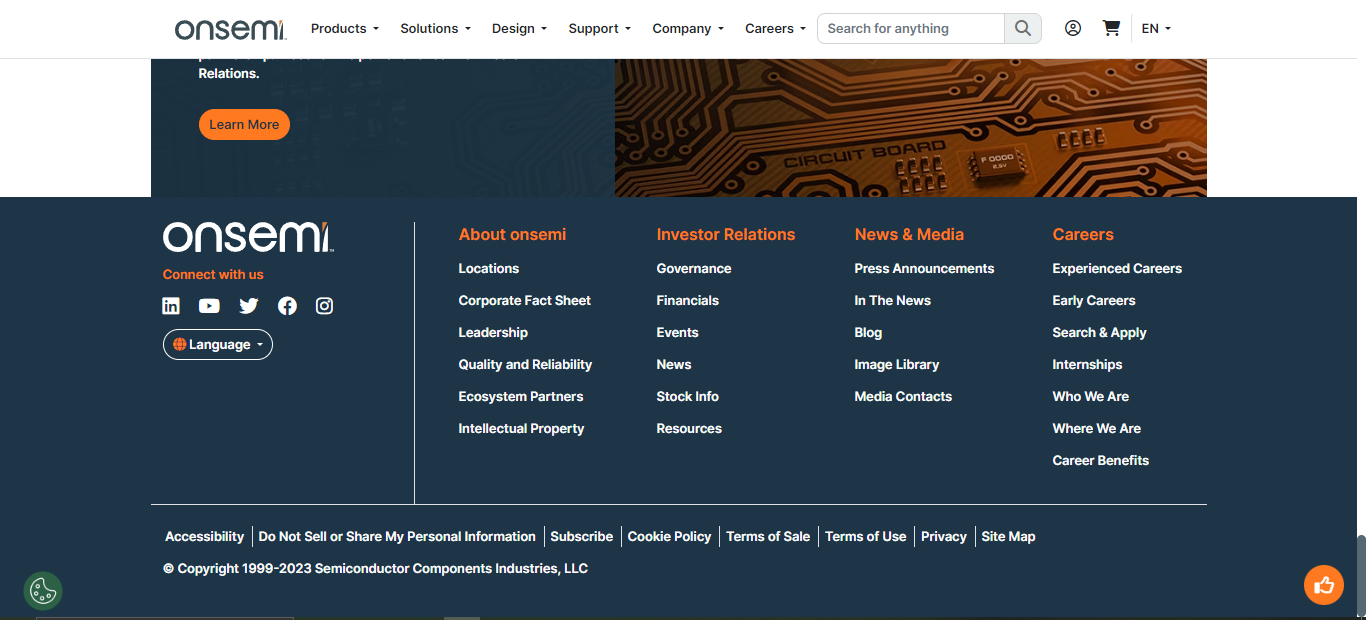 onsemi
Products
Solutions
Design
Support
Company
Careers
Search for anything
EN
Relations.
Learn More
CIRCUIT BOARD
F 0000
2.5V
onsemi™
Connect with us
Language
About onsemi
Locations
Corporate Fact Sheet
Leadership
Quality and Reliability
Ecosystem Partners
Intellectual Property
Investor Relations
Governance
Financials
Events
News
Stock Info
Resources
News & Media
Press Announcements
In The News
Blog
Image Library
Media Contacts
Careers
Experienced Careers
Early Careers
Search & Apply
Internships
Who We Are
Where We Are
Career Benefits
Accessibility
Do Not Sell or Share My Personal Information
Subscribe
Cookie Policy
Terms of Sale
Terms of Use
Privacy
Site Map
© Copyright 1999-2023 Semiconductor Components Industries, LLC